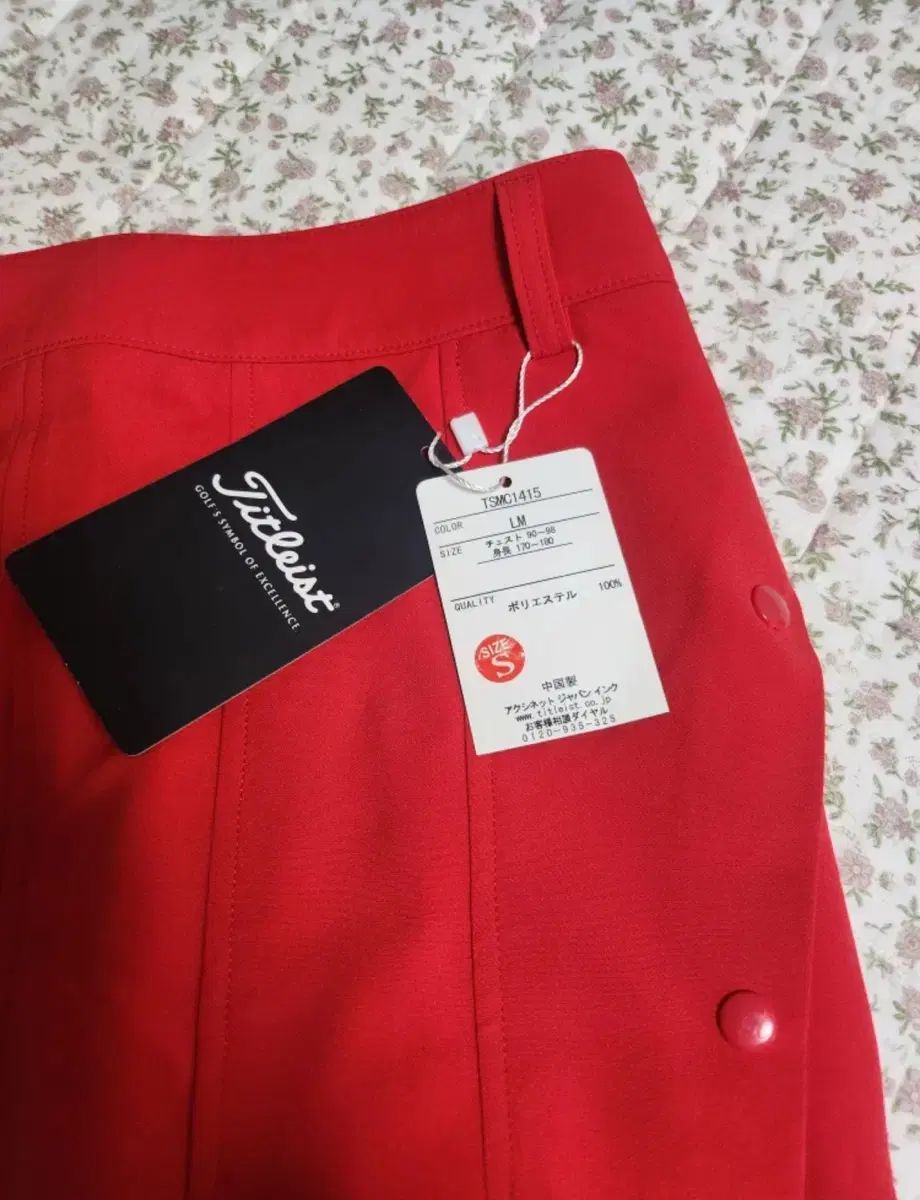 Titleist®
GOLF'S SYMBOL OF EXCELLENCE.
TSMC1415
COLOR LM
SIZE チェスト 90-98
身長 170-180
QUALITY ポリエステル 100%
SIZE
S
中国製
アクシネット ジャパン インク
www.titleist.co.jp
お客様相談ダイヤル
0120-935-325